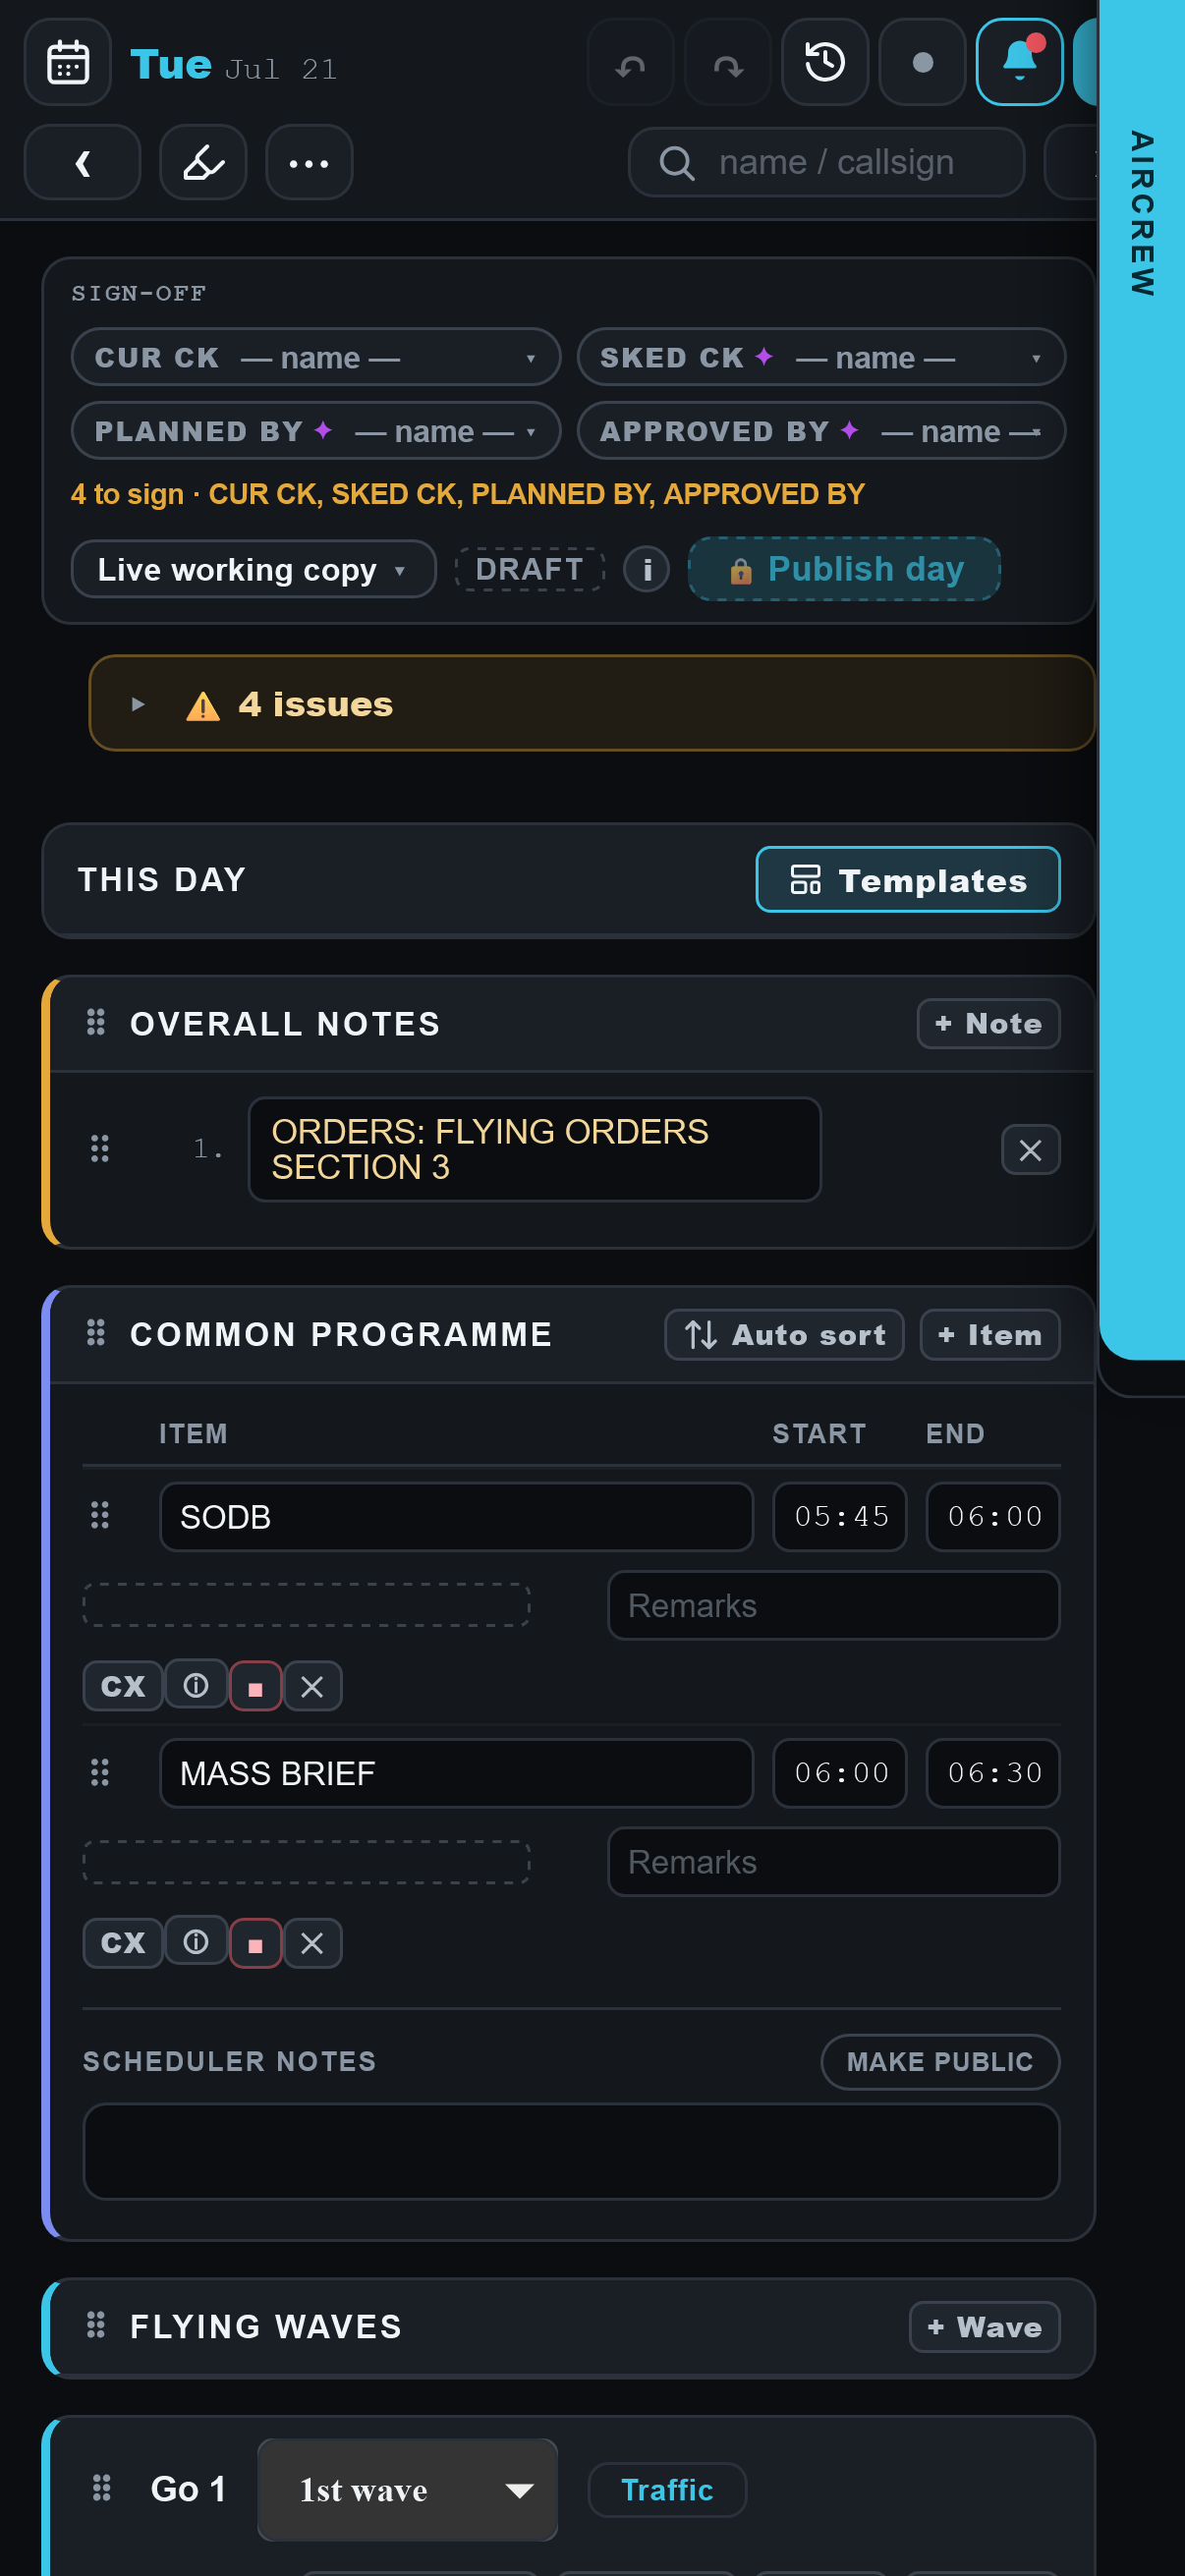 Tue Jul 21
name / callsign
AIRCREW
SIGN-OFF
CUR CK — name —
SKED CK ✦ — name —
PLANNED BY ✦ — name —
APPROVED BY ✦ — name —
4 to sign · CUR CK, SKED CK, PLANNED BY, APPROVED BY
Live working copy
DRAFT
i
Publish day
4 issues
THIS DAY
Templates
OVERALL NOTES
+ Note
1.
ORDERS: FLYING ORDERS
SECTION 3
COMMON PROGRAMME
Auto sort
+ Item
ITEM START END
SODB 05:45 06:00
Remarks
CX
MASS BRIEF 06:00 06:30
Remarks
CX
SCHEDULER NOTES
MAKE PUBLIC
FLYING WAVES
+ Wave
Go 1
1st wave
Traffic